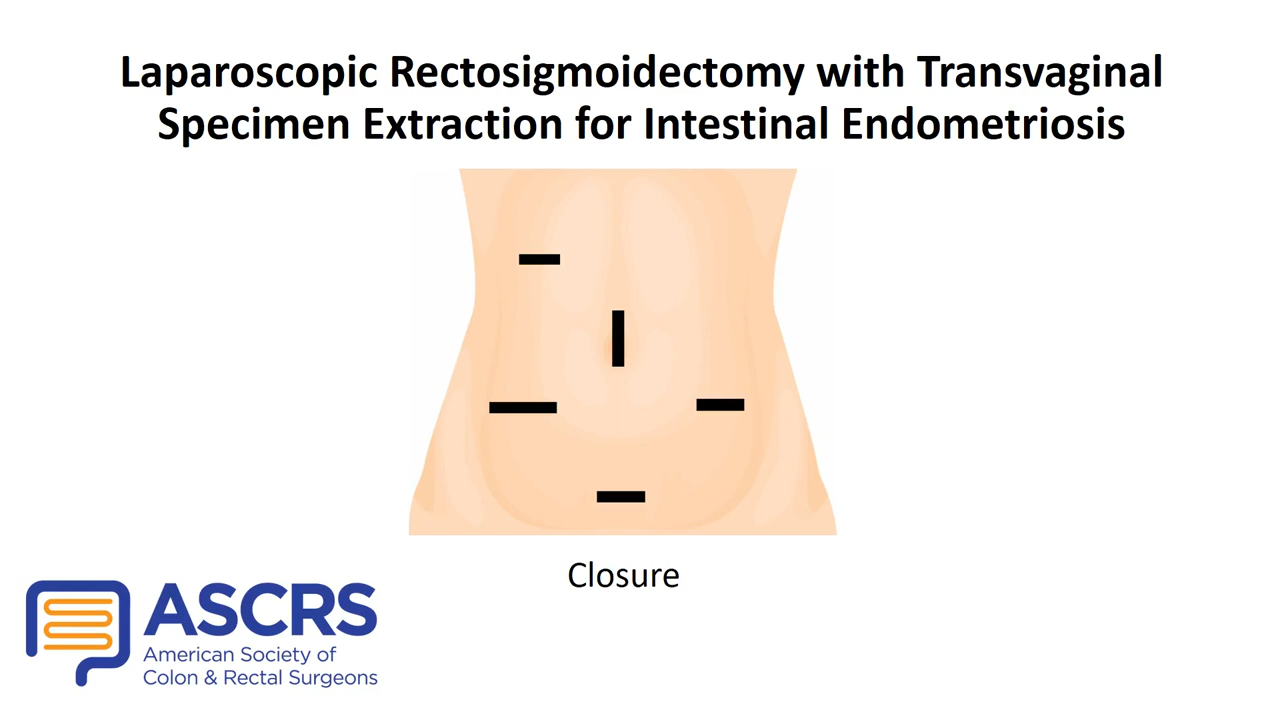 Laparoscopic Rectosigmoidectomy with Transvaginal
Specimen Extraction for Intestinal Endometriosis
Closure
ASCRS
American Society of
Colon & Rectal Surgeons